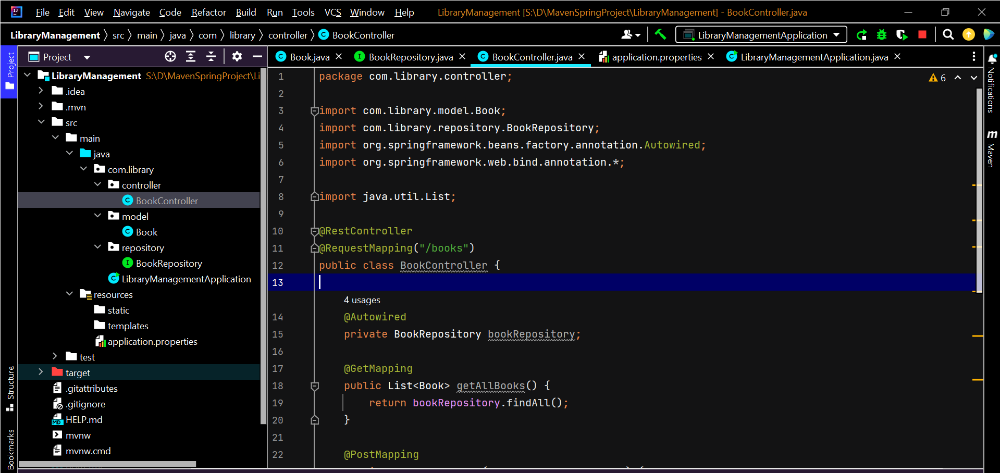 File Edit View Navigate Code Refactor Build Run Tools VCS Window Help LibraryManagement [S:\D\MavenSpringProject\LibraryManagement] - BookController.java
LibraryManagement src main java com library controller BookController LibraryManagementApplication
Project
Project
Book.java BookRepository.java BookController.java application.properties LibraryManagementApplication.java
LibraryManagement S:\D\MavenSpringProject\Li
.idea
.mvn
src
main
java
com.library
controller
BookController
model
Book
repository
BookRepository
LibraryManagementApplication
resources
static
templates
application.properties
test
target
.gitattributes
.gitignore
HELP.md
mvnw
mvnw.cmd
Structure
Bookmarks
1 package com.library.controller;
2
3 import com.library.model.Book;
4 import com.library.repository.BookRepository;
5 import org.springframework.beans.factory.annotation.Autowired;
6 import org.springframework.web.bind.annotation.*;
7
8 import java.util.List;
9
10 @RestController
11 @RequestMapping("/books")
12 public class BookController {
13
4 usages
14 @Autowired
15 private BookRepository bookRepository;
16
17 @GetMapping
18 public List<Book> getAllBooks() {
19 return bookRepository.findAll();
20 }
21
22 @PostMapping
6
Notifications
m
Maven